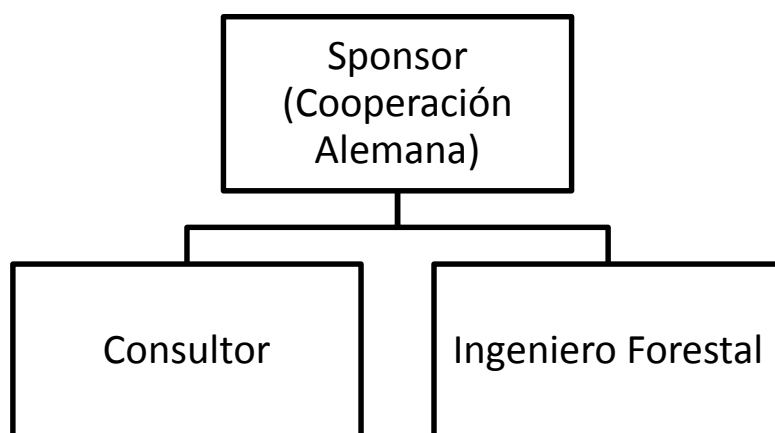 Sponsor
(Cooperación
Alemana)
Consultor
Ingeniero Forestal